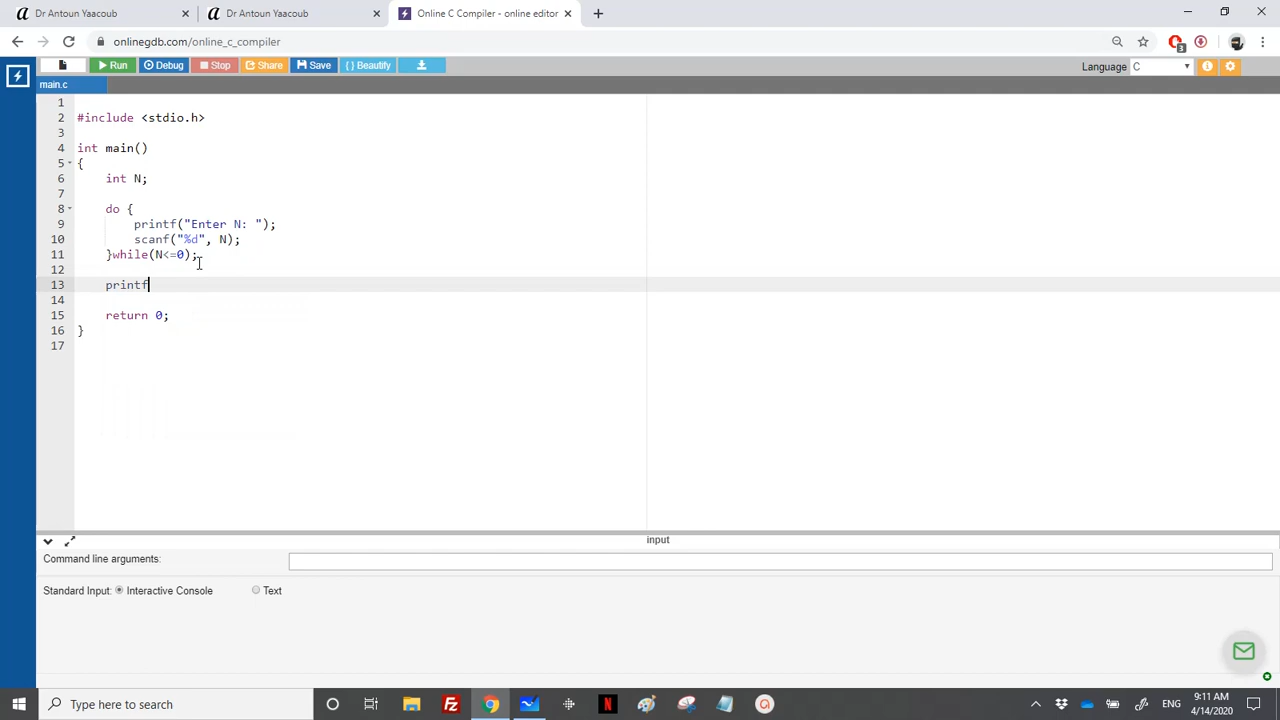 Dr Antoun Yaacoub
Dr Antoun Yaacoub
Online C Compiler - online editor
onlinegdb.com/online_c_compiler
3
Run
Debug
Stop
Share
Save
{ } Beautify
Language C
main.c
1
2 #include <stdio.h>
3
4 int main()
5 {
6 int N;
7
8 do {
9 printf("Enter N: ");
10 scanf("%d", N);
11 }while(N<=0);
12
13 printf
14
15 return 0;
16 }
17
input
Command line arguments:
Standard Input: Interactive Console Text
Type here to search
ENG
9:11 AM
4/14/2020